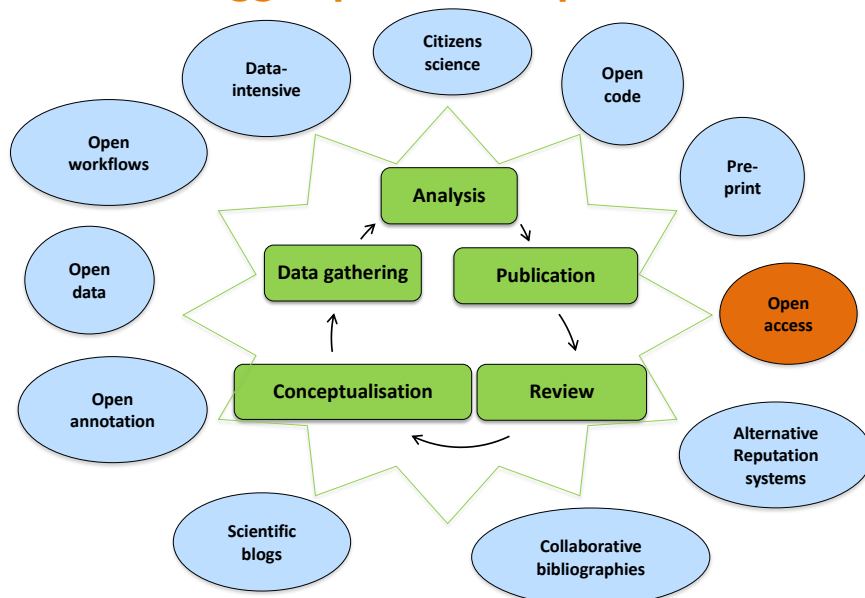 Citizens
science
Data-
intensive
Open
code
Open
workflows
Pre-
print
Analysis
Data gathering
Publication
Open
data
Open
access
Conceptualisation
Review
Open
annotation
Alternative
Reputation
systems
Scientific
blogs
Collaborative
bibliographies